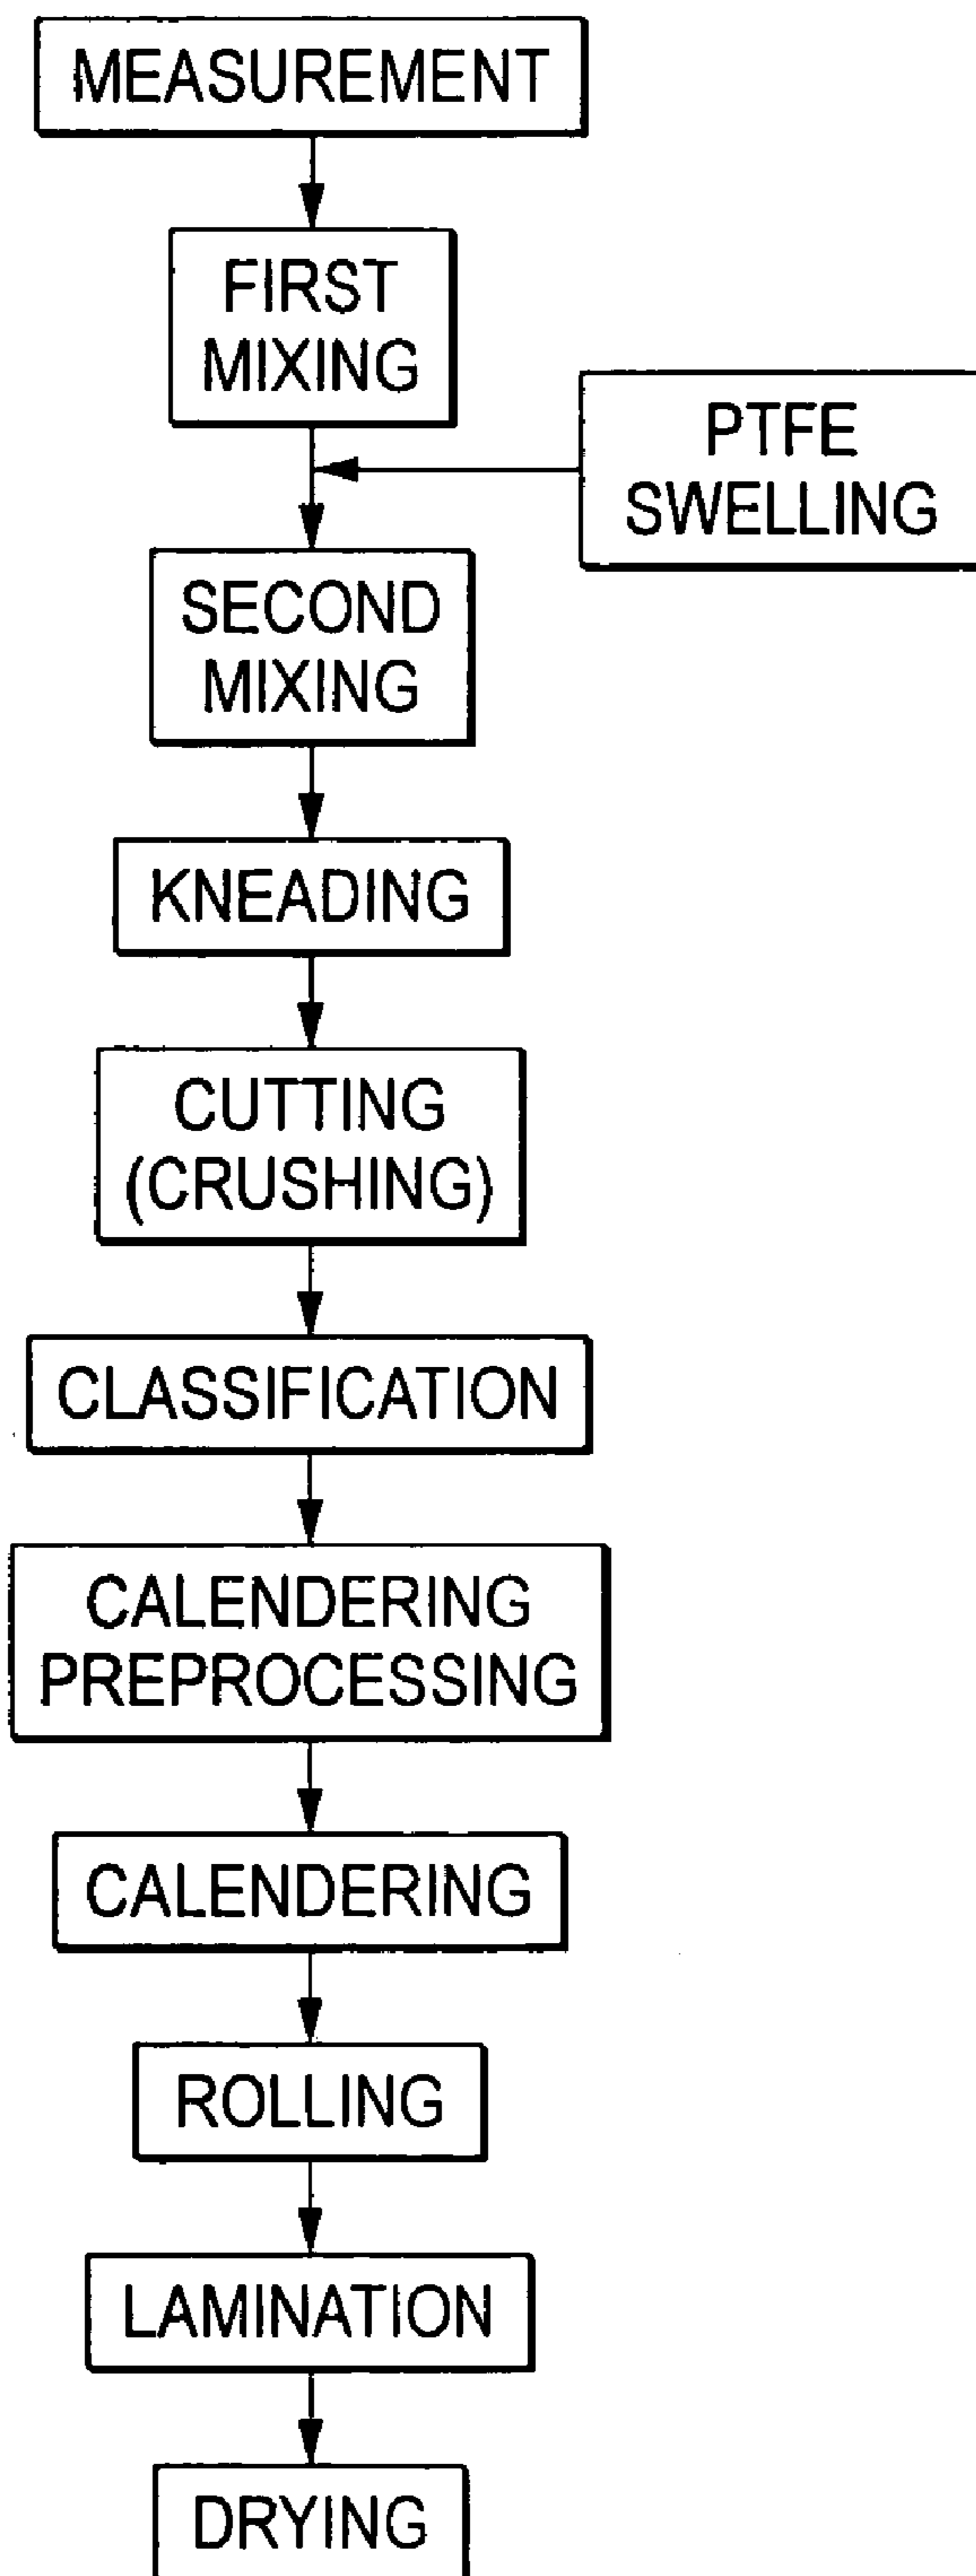 MEASUREMENT
FIRST
MIXING
PTFE
SWELLING
SECOND
MIXING
KNEADING
CUTTING
(CRUSHING)
CLASSIFICATION
CALENDERING
PREPROCESSING
CALENDERING
ROLLING
LAMINATION
DRYING